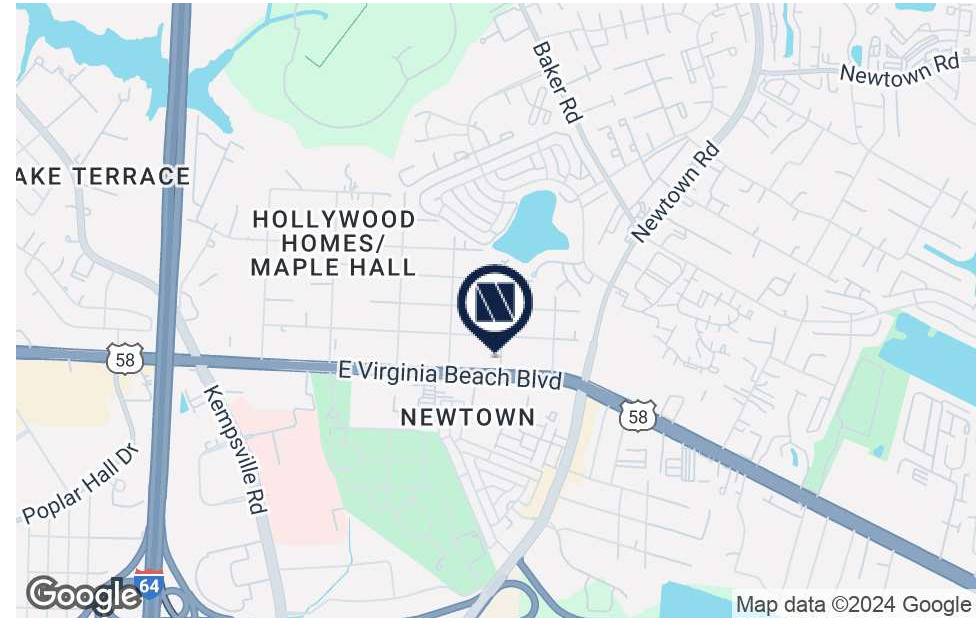 Baker Rd
Newtown Rd
Newtown Rd
AKE TERRACE
HOLLYWOOD
HOMES/
MAPLE HALL
N
58
E Virginia Beach Blvd
NEWTOWN
58
Kempsville Rd
Poplar Hall Dr
64
Google
Map data ©2024 Google